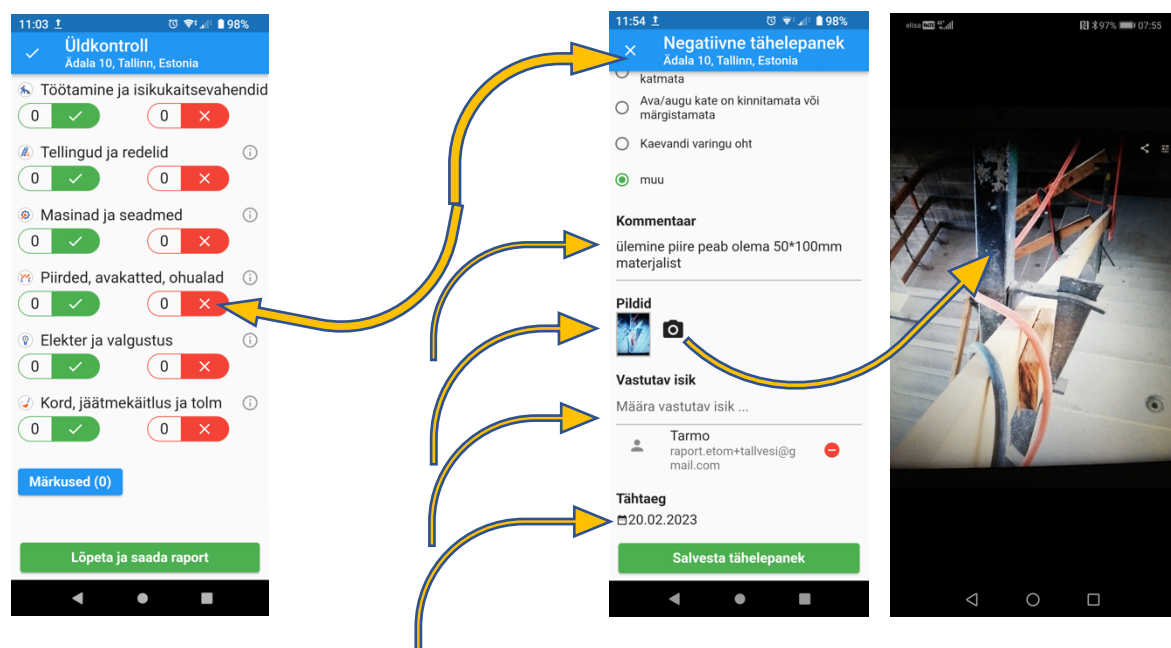 11:03
98%
Üldkontroll
Ädala 10, Tallinn, Estonia
Töötamine ja isikukaitsevahendid
0
0
Tellingud ja redelid
0
0
Masinad ja seadmed
0
0
Piirded, avakatted, ohualad
0
0
Elekter ja valgustus
0
0
Kord, jäätmekäitlus ja tolm
0
0
Märkused (0)
Lõpeta ja saada raport
11:54
98%
Negatiivne tähelepanek
Ädala 10, Tallinn, Estonia
katmata
Ava/augu kate on kinnitamata või
märgistamata
Kaevandi varingu oht
muu
Kommentaar
ülemine piire peab olema 50*100mm
materjalist
Pildid
Vastutav isik
Määra vastutav isik ...
Tarmo
raport.etom+tallvesi@g
mail.com
Tähtaeg
20.02.2023
Salvesta tähelepanek
elisa
97%
07:55